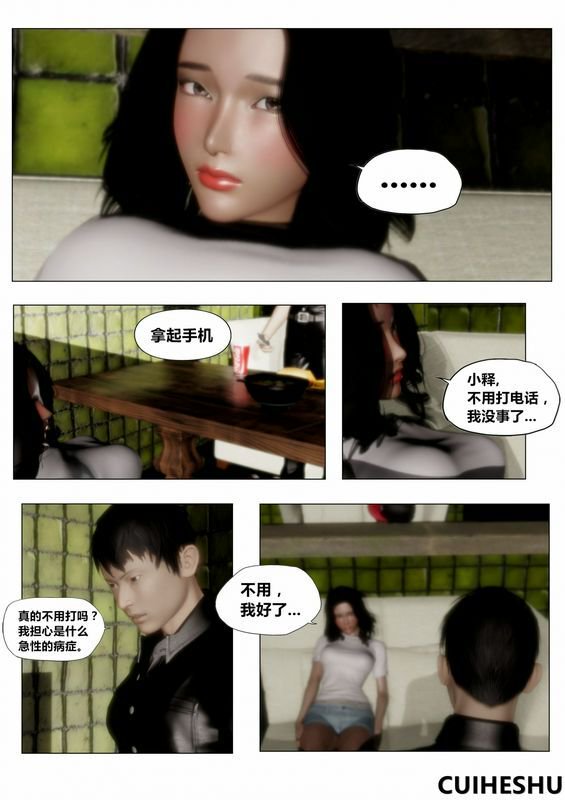 ......
拿起手机
小释,
不用打电话，
我没事了...
真的不用打吗？
我担心是什么
急性的病症。
不用，
我好了...
CUIHESHU